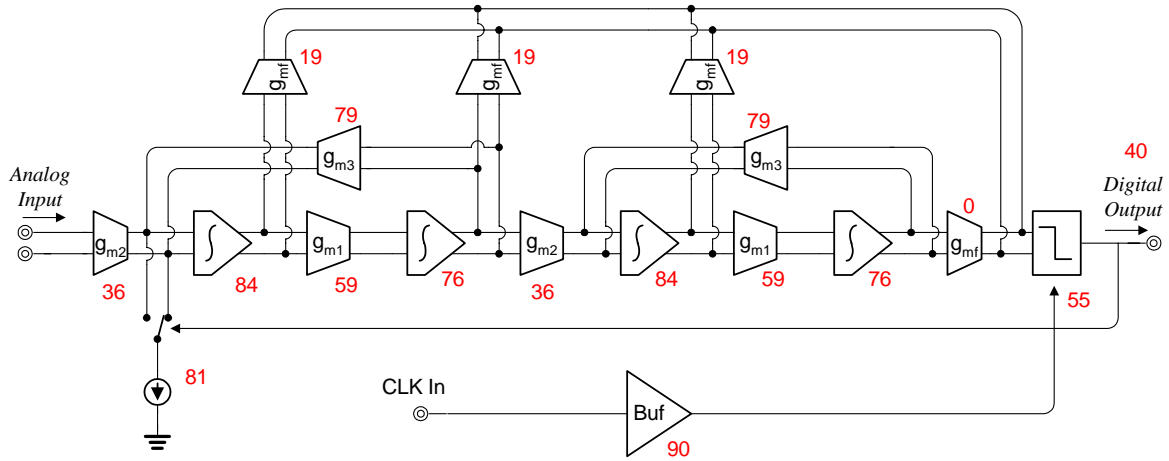 19 19 19
g_mf g_mf g_mf
79 79
g_m3 g_m3
40
Analog Input
Digital Output
0
g_m2 ∫ g_m1 ∫ g_m2 ∫ g_m1 ∫ g_mf
36 84 59 76 36 84 59 76 55
81
CLK In
Buf
90